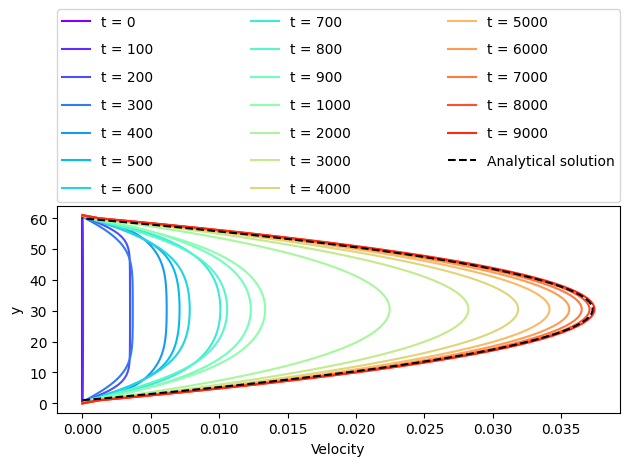 t = 0
t = 100
t = 200
t = 300
t = 400
t = 500
t = 600
t = 700
t = 800
t = 900
t = 1000
t = 2000
t = 3000
t = 4000
t = 5000
t = 6000
t = 7000
t = 8000
t = 9000
Analytical solution
y
60
50
40
30
20
10
0
0.000 0.005 0.010 0.015 0.020 0.025 0.030 0.035
Velocity